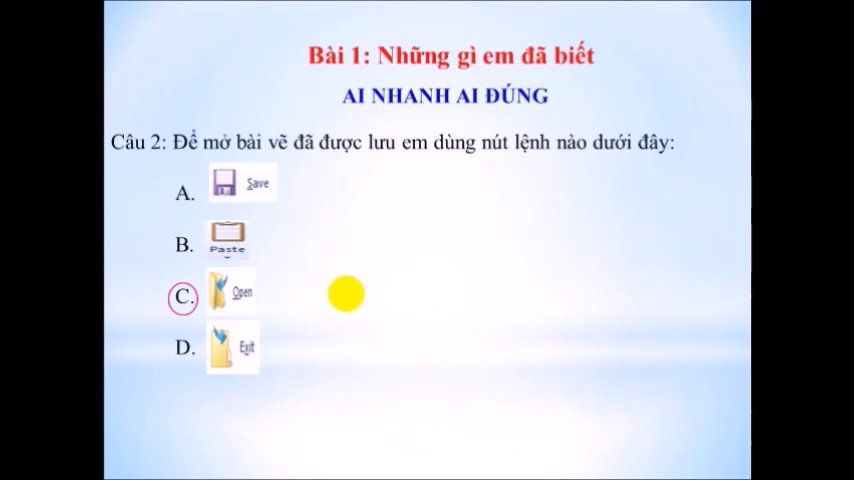 Bài 1: Những gì em đã biết
AI NHANH AI ĐÚNG
Câu 2: Để mở bài vẽ đã được lưu em dùng nút lệnh nào dưới đây:
A. Save
B. Paste
C. Open
D. Exit